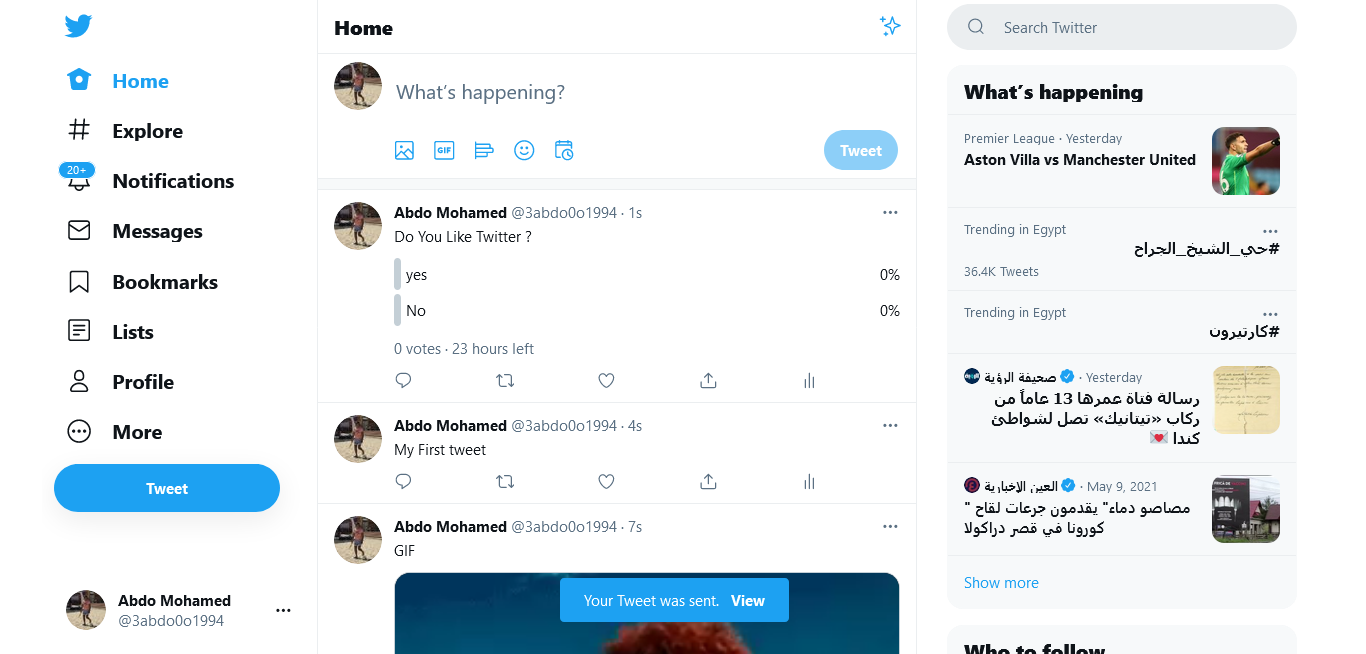 Home
Explore
20+
Notifications
Messages
Bookmarks
Lists
Profile
More
Tweet
Abdo Mohamed
@3abdo0o1994
Home
What's happening?
GIF
Tweet
Abdo Mohamed @3abdo0o1994 · 1s
Do You Like Twitter ?
yes 0%
No 0%
0 votes · 23 hours left
Abdo Mohamed @3abdo0o1994 · 4s
My First tweet
Abdo Mohamed @3abdo0o1994 · 7s
GIF
Your Tweet was sent. View
Search Twitter
What's happening
Premier League · Yesterday
Aston Villa vs Manchester United
Trending in Egypt
#حي_الشيخ_الجراح
36.4K Tweets
Trending in Egypt
#كارتيرون
صحيفة الرؤية · Yesterday
رسالة فتاة عمرها 13 عاماً من
ركاب «تيتانيك» تصل لشواطئ
كندا 💌
العين الإخبارية · May 9, 2021
مصاصو دماء" يقدمون جرعات لقاح "
كورونا في قصر دراكولا
Show more
Who to follow